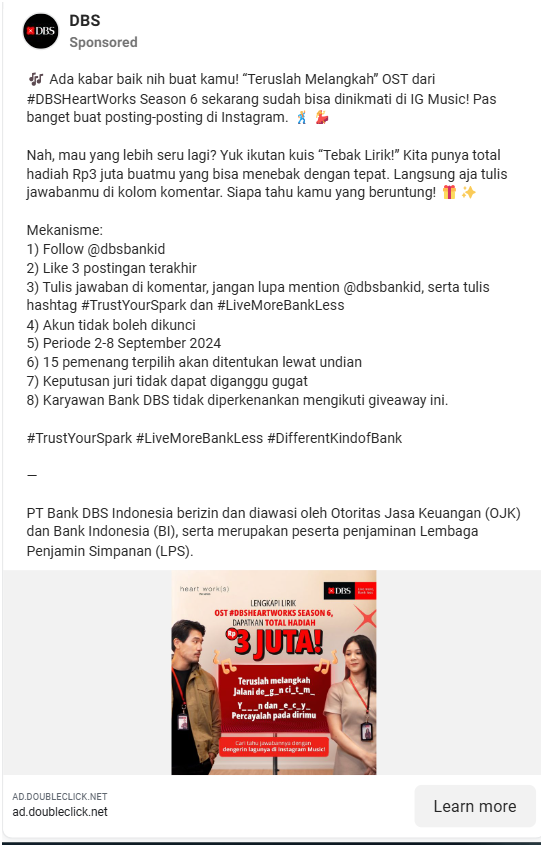 DBS
DBS
Sponsored
🎶 Ada kabar baik nih buat kamu! “Teruslah Melangkah” OST dari
#DBSHeartWorks Season 6 sekarang sudah bisa dinikmati di IG Music! Pas
banget buat posting-posting di Instagram. 🕺 💃
Nah, mau yang lebih seru lagi? Yuk ikutan kuis “Tebak Lirik!” Kita punya total
hadiah Rp3 juta buatmu yang bisa menebak dengan tepat. Langsung aja tulis
jawabanmu di kolom komentar. Siapa tahu kamu yang beruntung! 🎁 ✨
Mekanisme:
1) Follow @dbsbankid
2) Like 3 postingan terakhir
3) Tulis jawaban di komentar, jangan lupa mention @dbsbankid, serta tulis
hashtag #TrustYourSpark dan #LiveMoreBankLess
4) Akun tidak boleh dikunci
5) Periode 2-8 September 2024
6) 15 pemenang terpilih akan ditentukan lewat undian
7) Keputusan juri tidak dapat diganggu gugat
8) Karyawan Bank DBS tidak diperkenankan mengikuti giveaway ini.
#TrustYourSpark #LiveMoreBankLess #DifferentKindofBank
—
PT Bank DBS Indonesia berizin dan diawasi oleh Otoritas Jasa Keuangan (OJK)
dan Bank Indonesia (BI), serta merupakan peserta penjaminan Lembaga
Penjamin Simpanan (LPS).
heart work(s)
DBS
LENGKAPI LIRIK
OST #DBSHEARTWORKS SEASON 6,
DAPATKAN TOTAL HADIAH
Rp 3 JUTA!
Teruslah melangkah
Jalani de_g_n ci_t_m_
Y___n dan _e_c_y_
Percayalah pada dirimu
Cari tahu jawabannya dengan
dengerin lagunya di Instagram Music!
AD.DOUBLECLICK.NET
ad.doubleclick.net
Learn more